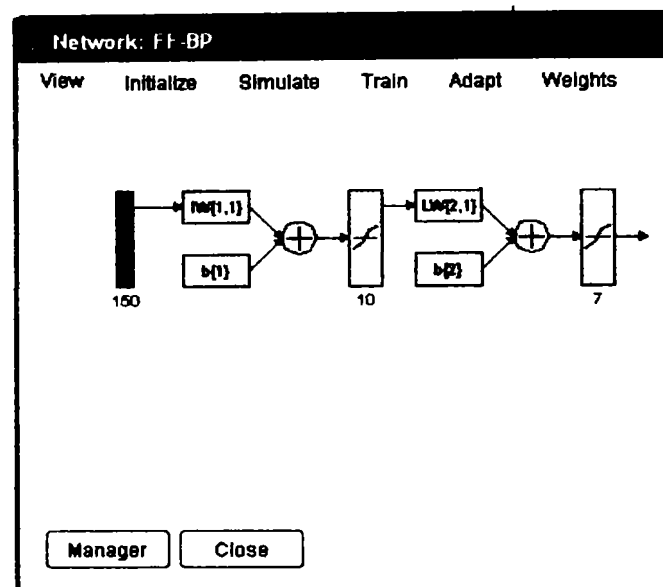 Network: FF-BP
View Initialize Simulate Train Adapt Weights
IW{1,1} LW{2,1}
b{1} b{2}
150 10 7
Manager Close